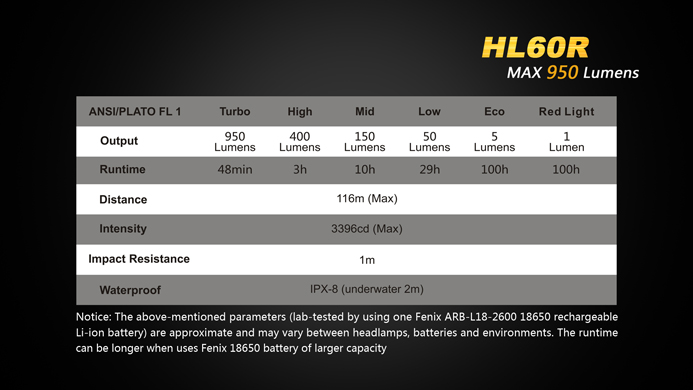 HL60R
MAX 950 Lumens
ANSI/PLATO FL 1 Turbo High Mid Low Eco Red Light
Output 950 Lumens 400 Lumens 150 Lumens 50 Lumens 5 Lumens 1 Lumen
Runtime 48min 3h 10h 29h 100h 100h
Distance 116m (Max)
Intensity 3396cd (Max)
Impact Resistance 1m
Waterproof IPX-8 (underwater 2m)
Notice: The above-mentioned parameters (lab-tested by using one Fenix ARB-L18-2600 18650 rechargeable
Li-ion battery) are approximate and may vary between headlamps, batteries and environments. The runtime
can be longer when uses Fenix 18650 battery of larger capacity